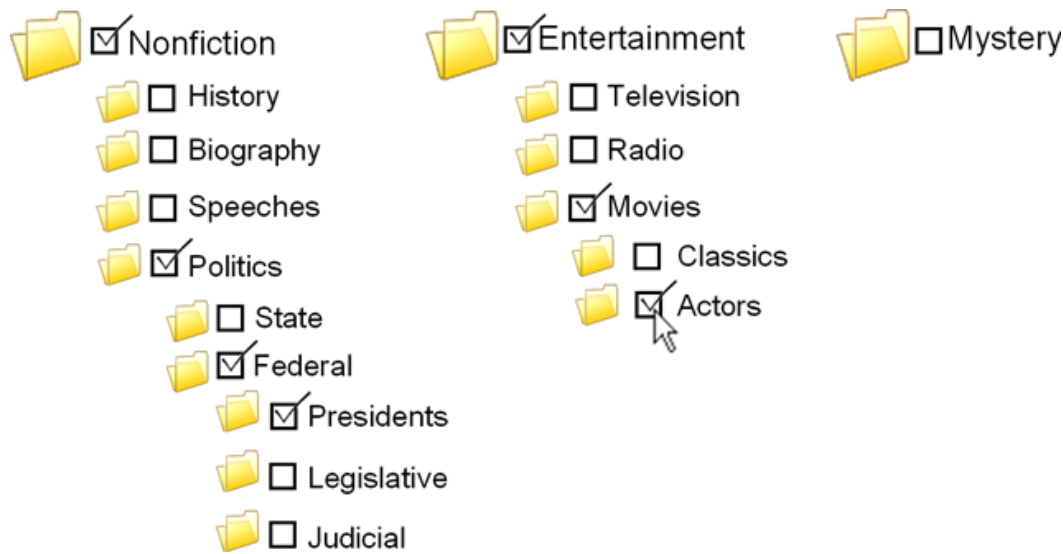 Nonfiction
History
Biography
Speeches
Politics
State
Federal
Presidents
Legislative
Judicial
Entertainment
Television
Radio
Movies
Classics
Actors
Mystery